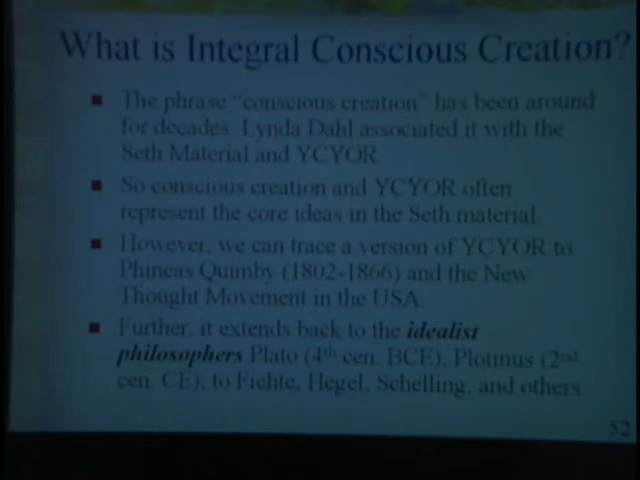 What is Integral Conscious Creation?
The phrase "conscious creation" has been around
for decades. Lynda Dahl associated it with the
Seth Material and YCYOR.
So conscious creation and YCYOR often
represent the core ideas in the Seth material.
However, we can trace a version of YCYOR to
Phineas Quimby (1802-1866) and the New
Thought Movement in the USA.
Further, it extends back to the idealist
philosophers Plato (4th cen. BCE), Plotinus (2nd
cen. CE), to Fichte, Hegel, Schelling, and others.
52